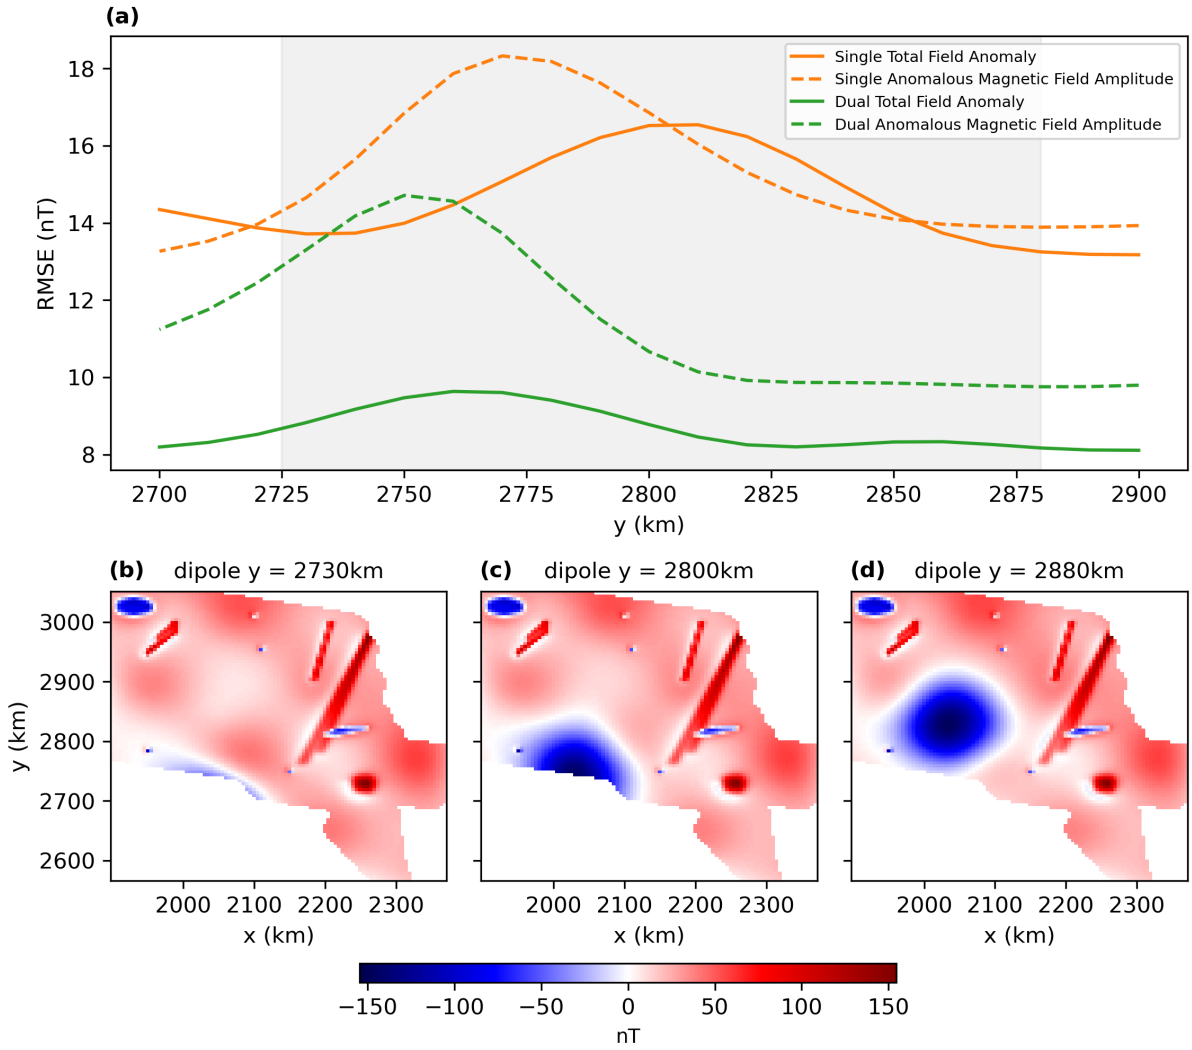 (a)
18
16
14
12
10
8
RMSE (nT)
Single Total Field Anomaly
Single Anomalous Magnetic Field Amplitude
Dual Total Field Anomaly
Dual Anomalous Magnetic Field Amplitude
2700 2725 2750 2775 2800 2825 2850 2875 2900
y (km)
(b) dipole y = 2730km
(c) dipole y = 2800km
(d) dipole y = 2880km
3000
2900
2800
2700
2600
y (km)
2000 2100 2200 2300
2000 2100 2200 2300
2000 2100 2200 2300
x (km)
x (km)
x (km)
−150 −100 −50 0 50 100 150
nT